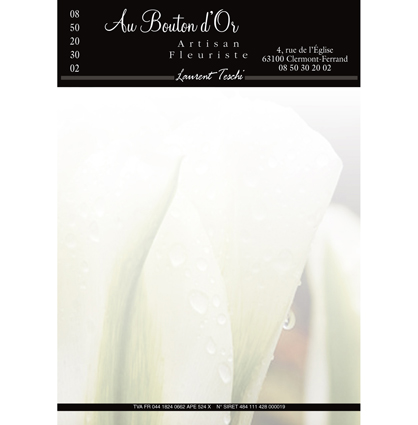 08
50
20
30
02
Au Bouton d'Or
Artisan
Fleuriste
Laurent Teschi
4, rue de l'Église
63100 Clermont-Ferrand
08 50 30 20 02
TVA FR 044 1824 0662 APE 524 X N° SIRET 484 111 428 000019